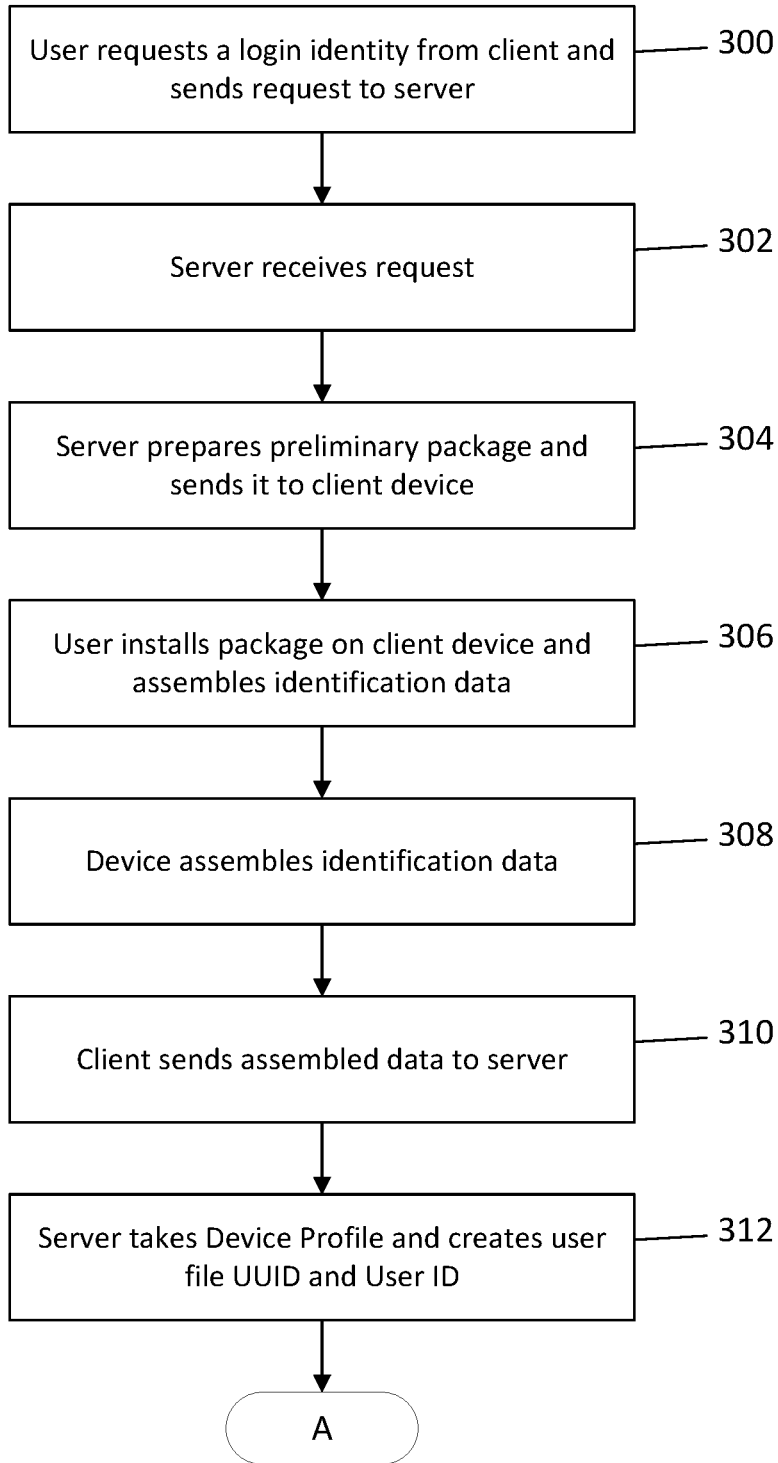 User requests a login identity from client and
sends request to server
300
Server receives request
302
Server prepares preliminary package and
sends it to client device
304
User installs package on client device and
assembles identification data
306
Device assembles identification data
308
Client sends assembled data to server
310
Server takes Device Profile and creates user
file UUID and User ID
312
A